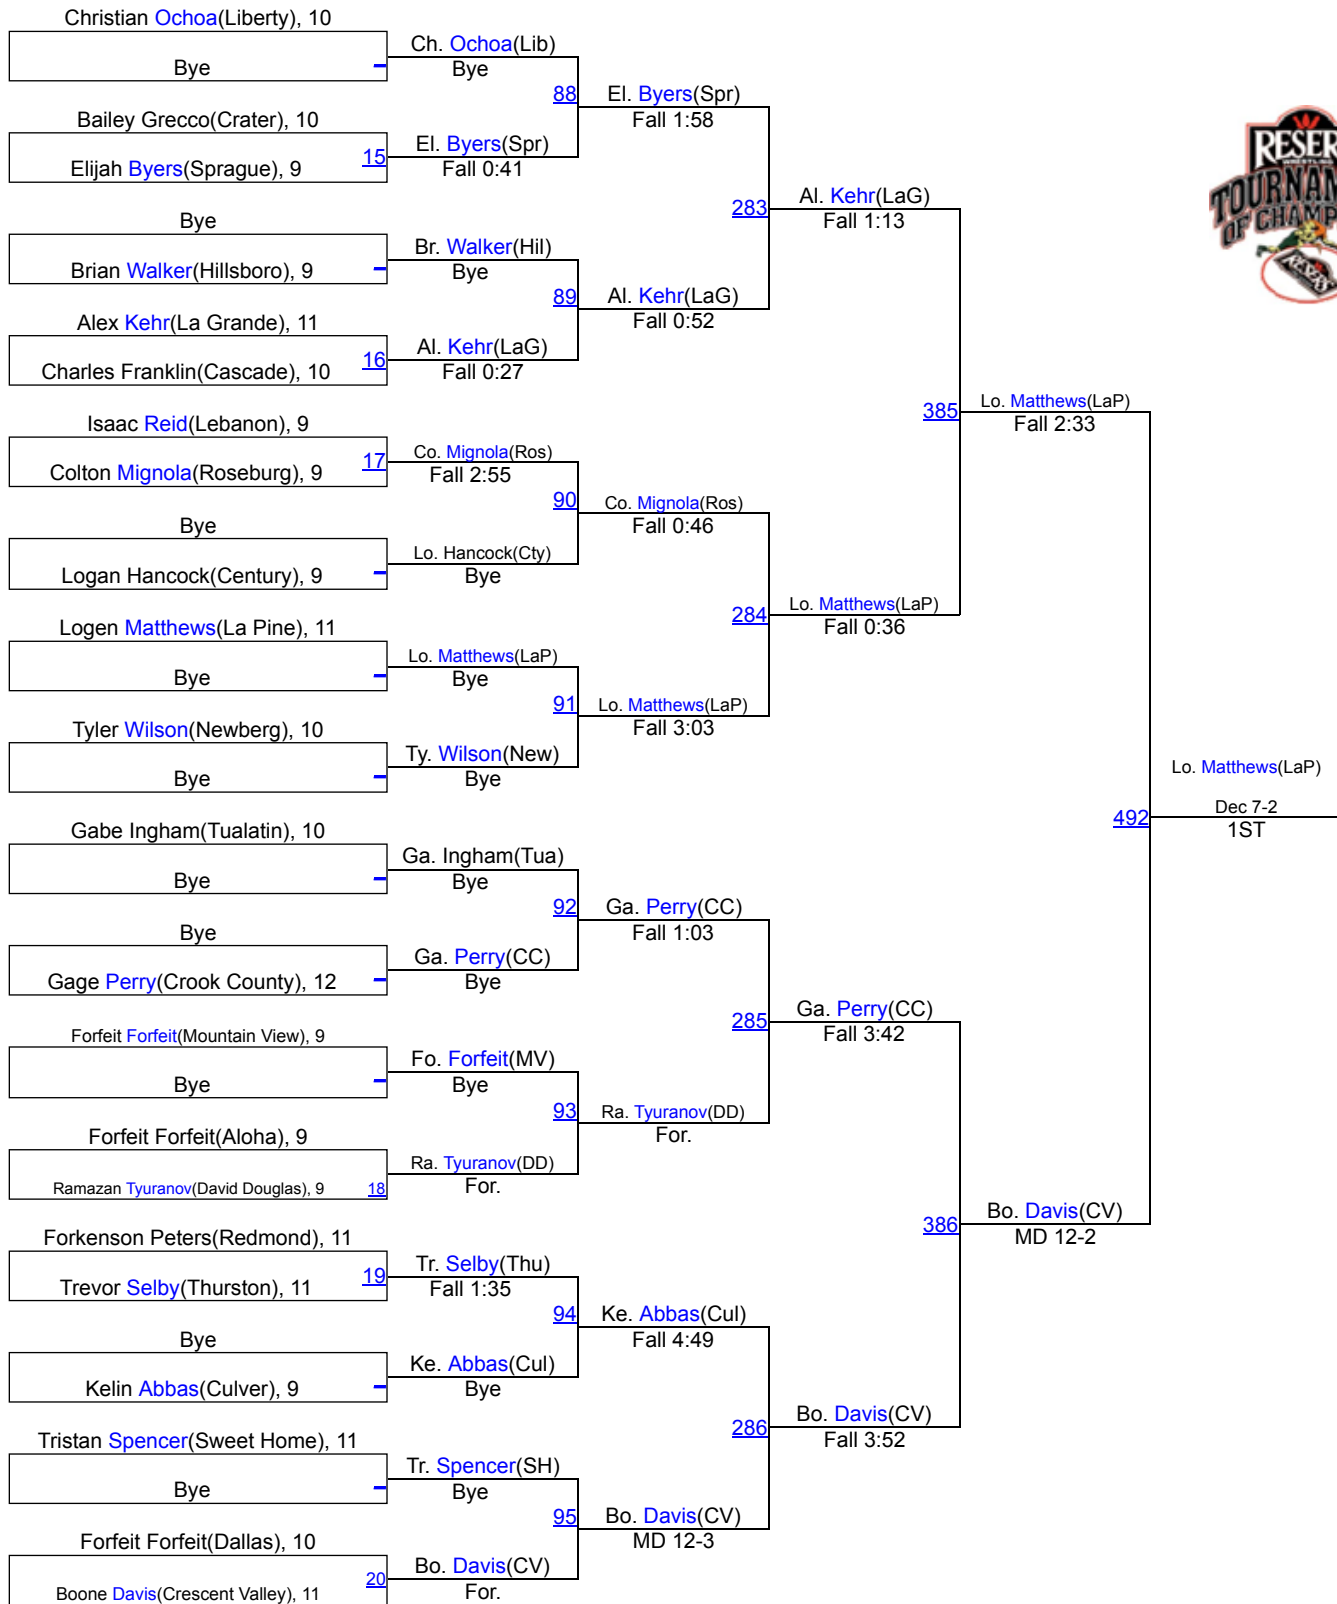 Christian Ochoa(Liberty), 10
Bye
Ch. Ochoa(Lib)
Bye
Bailey Grecco(Crater), 10
Elijah Byers(Sprague), 9
15
El. Byers(Spr)
Fall 0:41
88
El. Byers(Spr)
Fall 1:58
Bye
Brian Walker(Hillsboro), 9
Br. Walker(Hil)
Bye
Alex Kehr(La Grande), 11
Charles Franklin(Cascade), 10
16
Al. Kehr(LaG)
Fall 0:27
89
Al. Kehr(LaG)
Fall 0:52
283
Al. Kehr(LaG)
Fall 1:13
Isaac Reid(Lebanon), 9
Colton Mignola(Roseburg), 9
17
Co. Mignola(Ros)
Fall 2:55
Bye
Logan Hancock(Century), 9
Lo. Hancock(Cty)
Bye
90
Co. Mignola(Ros)
Fall 0:46
Logen Matthews(La Pine), 11
Bye
Lo. Matthews(LaP)
Bye
Tyler Wilson(Newberg), 10
Bye
Ty. Wilson(New)
Bye
91
Lo. Matthews(LaP)
Fall 3:03
284
Lo. Matthews(LaP)
Fall 0:36
385
Lo. Matthews(LaP)
Fall 2:33
Gabe Ingham(Tualatin), 10
Bye
Ga. Ingham(Tua)
Bye
Bye
Gage Perry(Crook County), 12
Ga. Perry(CC)
Bye
92
Ga. Perry(CC)
Fall 1:03
Forfeit Forfeit(Mountain View), 9
Bye
Fo. Forfeit(MV)
Bye
Forfeit Forfeit(Aloha), 9
Ramazan Tyuranov(David Douglas), 9
18
Ra. Tyuranov(DD)
For.
93
Ra. Tyuranov(DD)
For.
285
Ga. Perry(CC)
Fall 3:42
Forkenson Peters(Redmond), 11
Trevor Selby(Thurston), 11
19
Tr. Selby(Thu)
Fall 1:35
Bye
Kelin Abbas(Culver), 9
Ke. Abbas(Cul)
Bye
94
Ke. Abbas(Cul)
Fall 4:49
Tristan Spencer(Sweet Home), 11
Bye
Tr. Spencer(SH)
Bye
Forfeit Forfeit(Dallas), 10
Boone Davis(Crescent Valley), 11
20
Bo. Davis(CV)
For.
95
Bo. Davis(CV)
MD 12-3
286
Bo. Davis(CV)
Fall 3:52
386
Bo. Davis(CV)
MD 12-2
492
Lo. Matthews(LaP)
Dec 7-2
1ST
RESER
TOURNAM
OF CHAMP
RESER